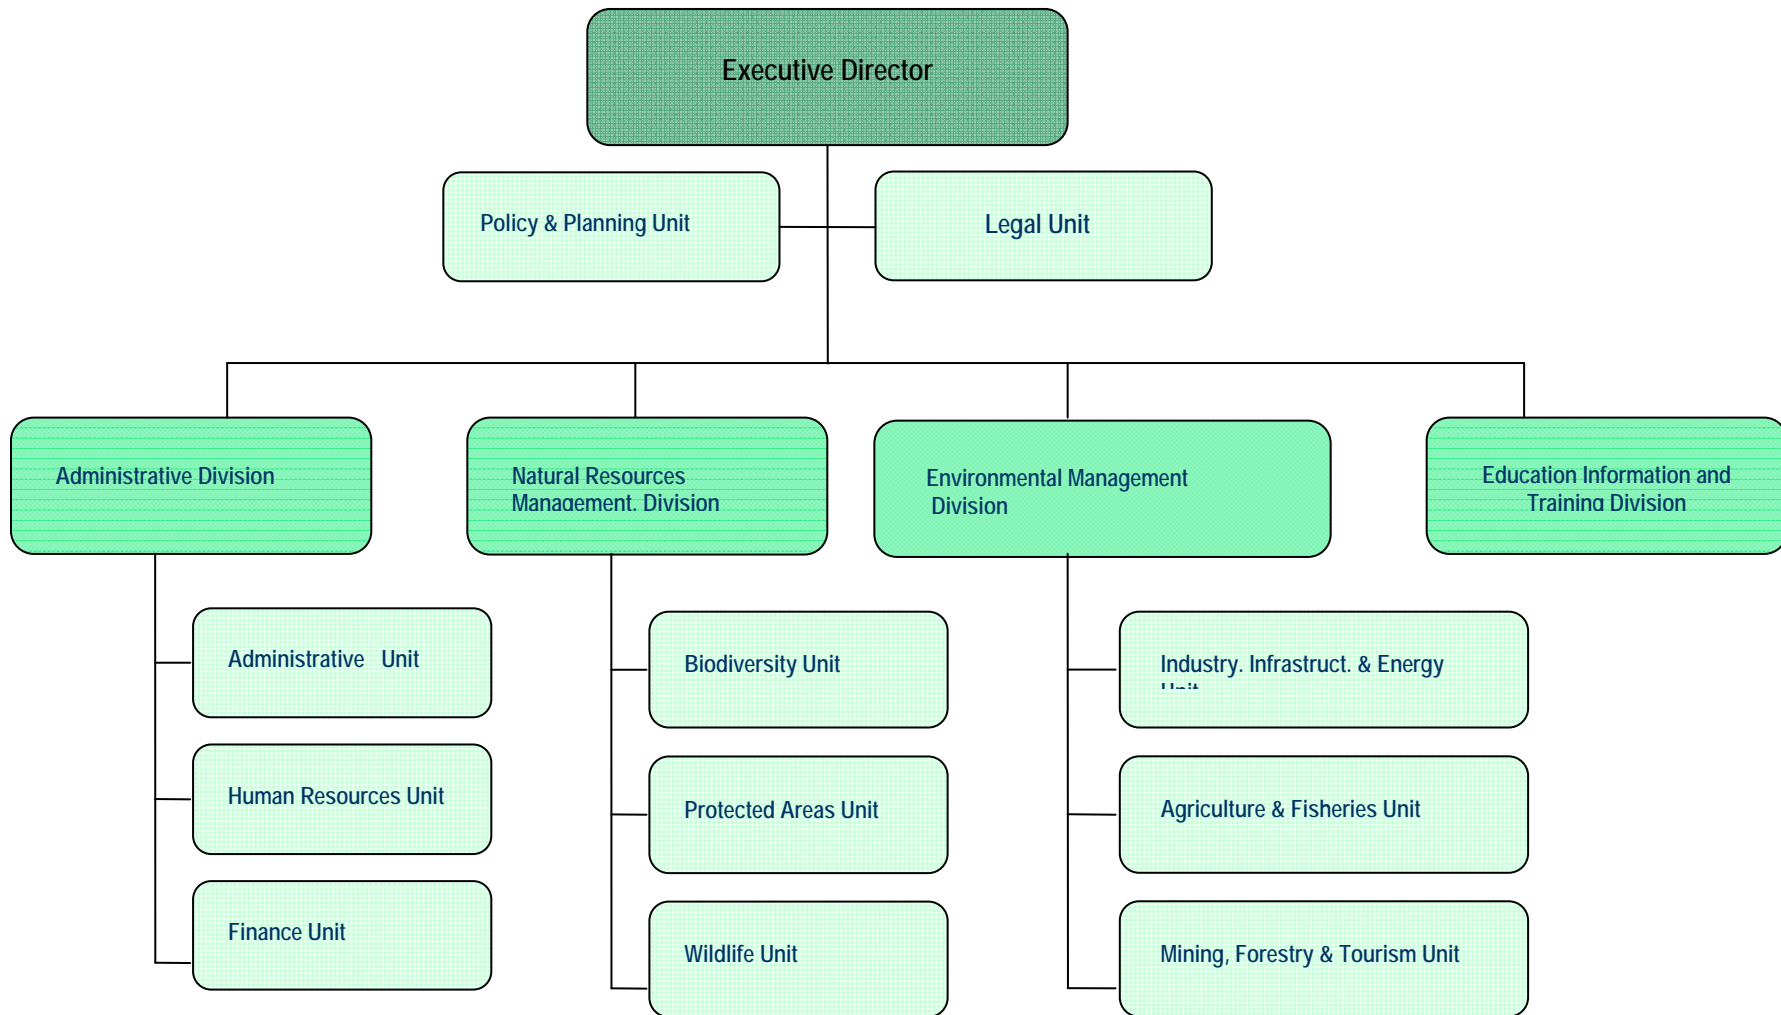 Executive Director
Policy & Planning Unit
Legal Unit
Administrative Division
Natural Resources
Management. Division
Environmental Management
Division
Education Information and
Training Division
Administrative Unit
Human Resources Unit
Finance Unit
Biodiversity Unit
Protected Areas Unit
Wildlife Unit
Industry. Infrastruct. & Energy
Unit
Agriculture & Fisheries Unit
Mining, Forestry & Tourism Unit